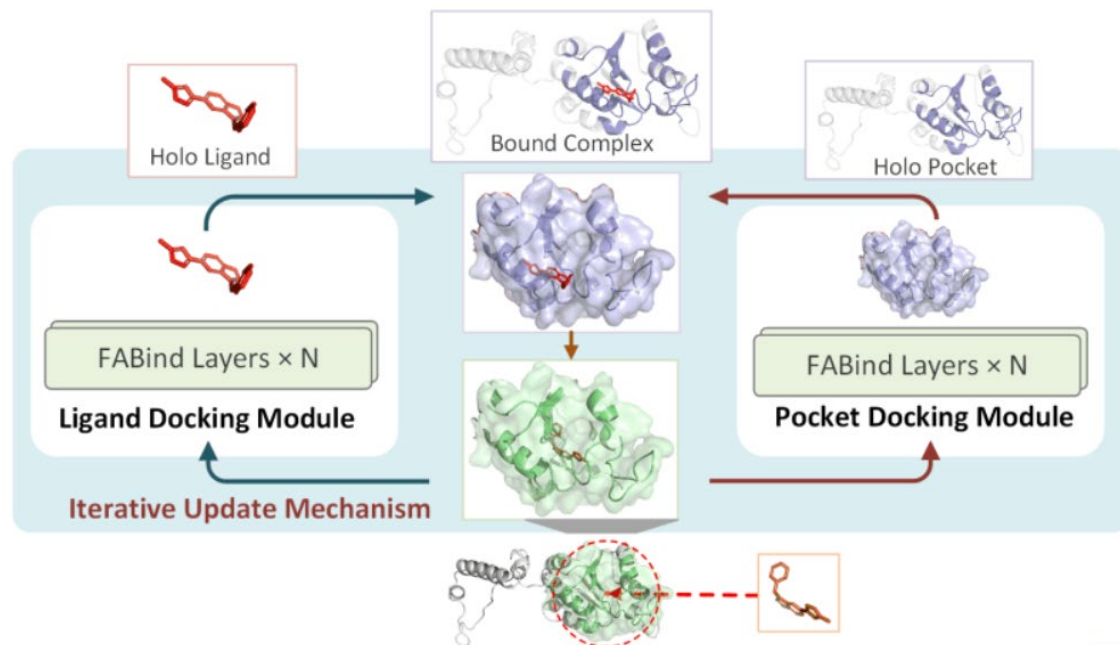 Holo Ligand
Bound Complex
Holo Pocket
FABind Layers × N
Ligand Docking Module
FABind Layers × N
Pocket Docking Module
Iterative Update Mechanism